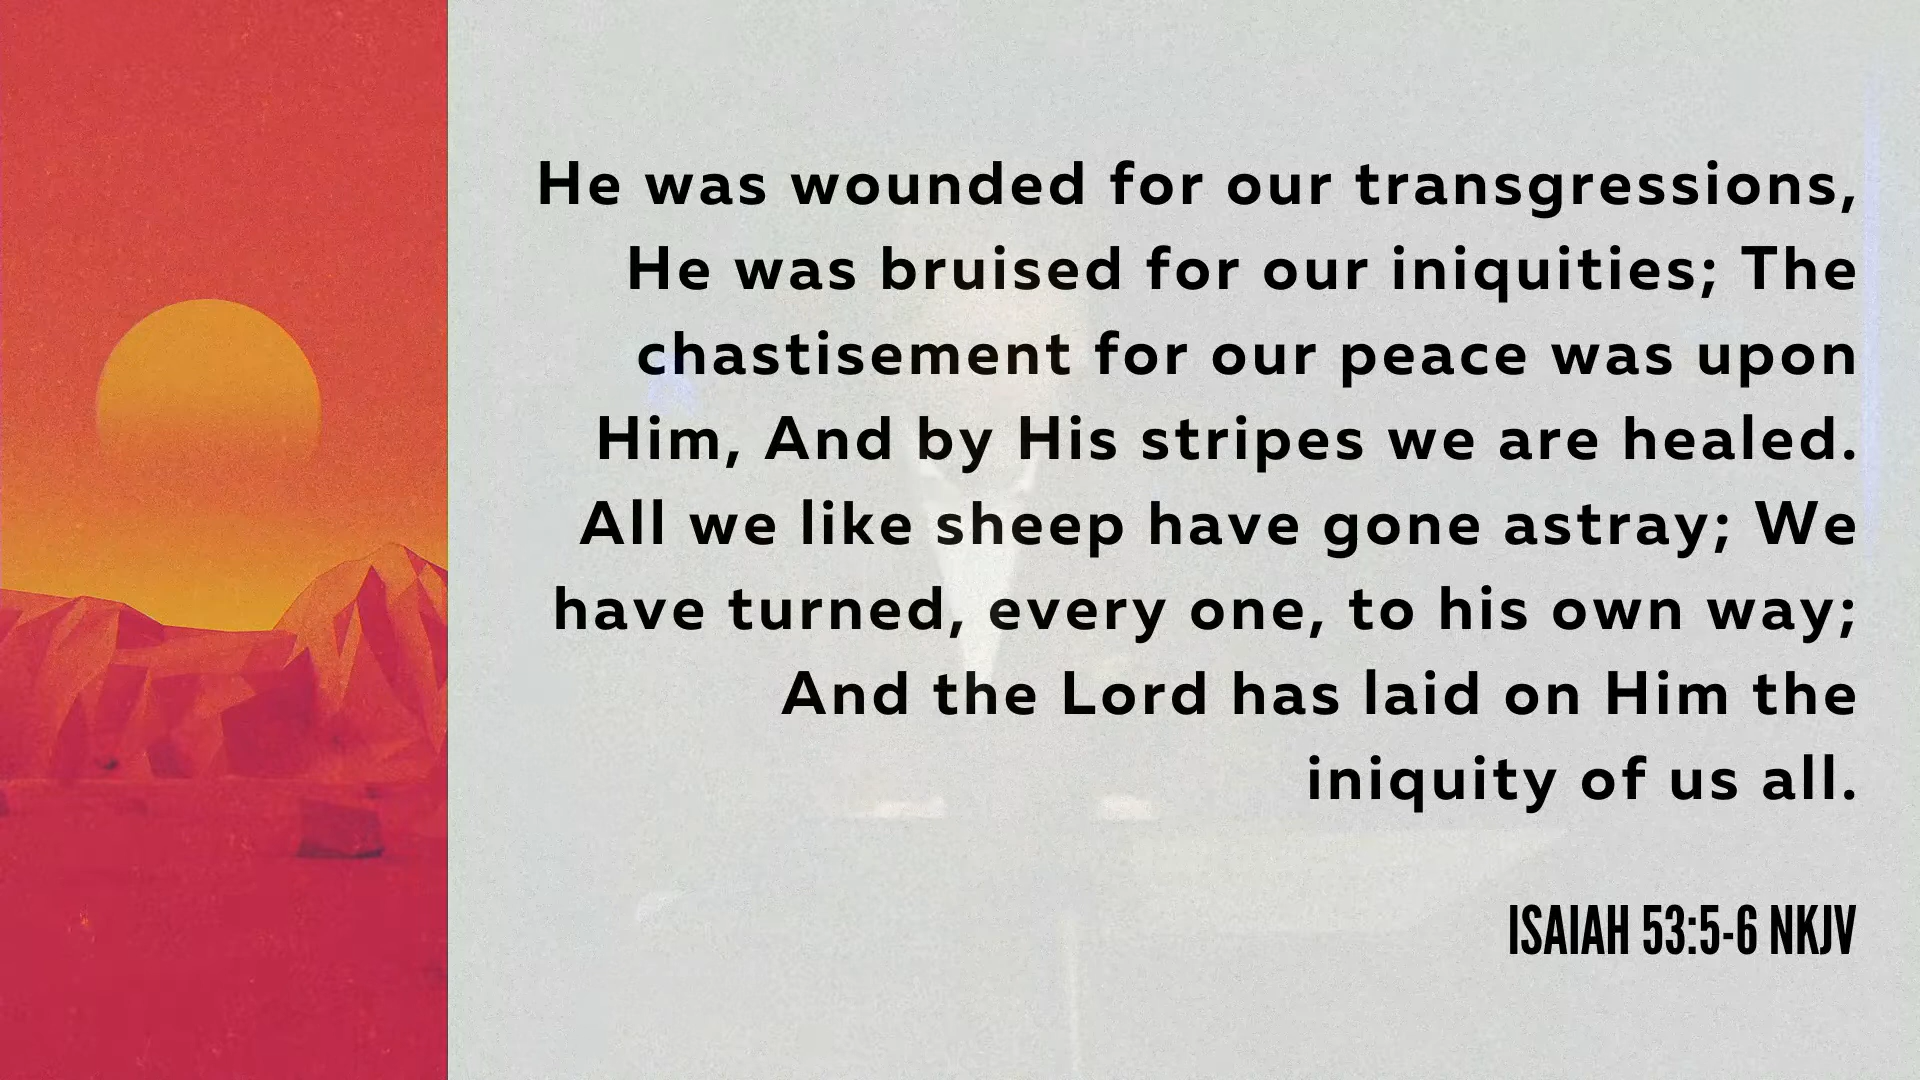 He was wounded for our transgressions,
He was bruised for our iniquities; The
chastisement for our peace was upon
Him, And by His stripes we are healed.
All we like sheep have gone astray; We
have turned, every one, to his own way;
And the Lord has laid on Him the
iniquity of us all.
ISAIAH 53:5-6 NKJV